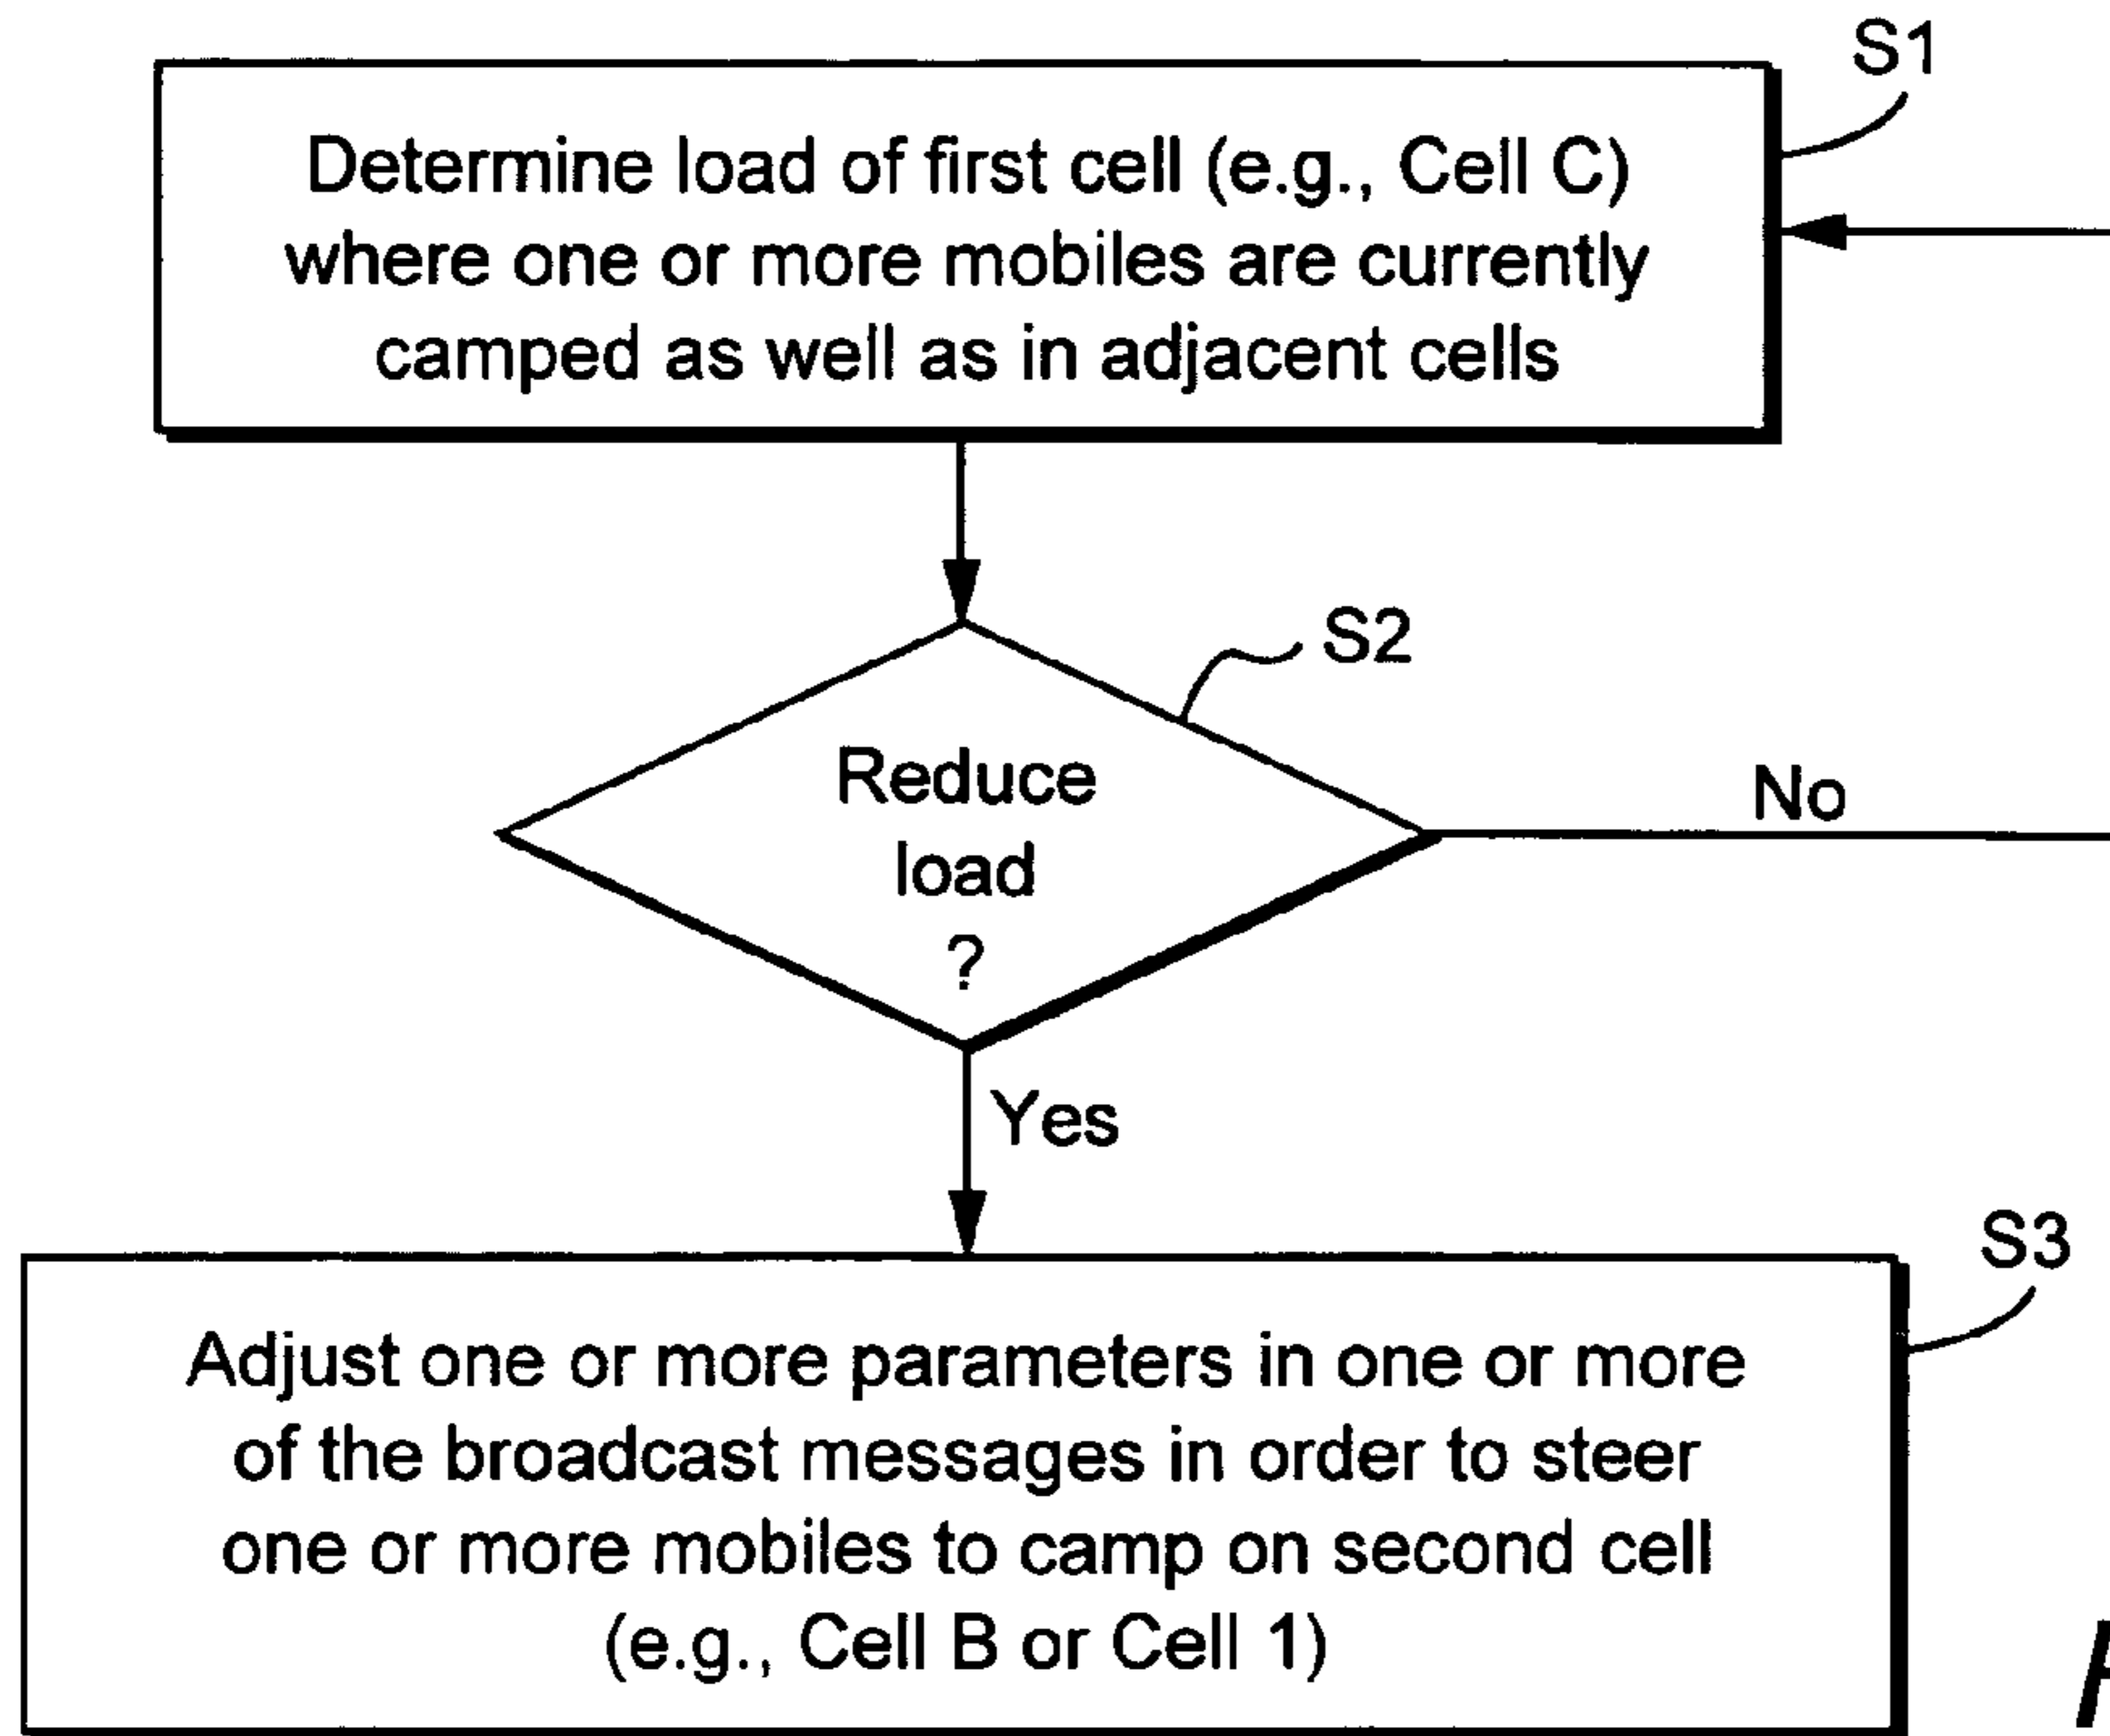 S1
Determine load of first cell (e.g., Cell C)
where one or more mobiles are currently
camped as well as in adjacent cells
S2
Reduce
load
?
No
Yes
S3
Adjust one or more parameters in one or more
of the broadcast messages in order to steer
one or more mobiles to camp on second cell
(e.g., Cell B or Cell 1)